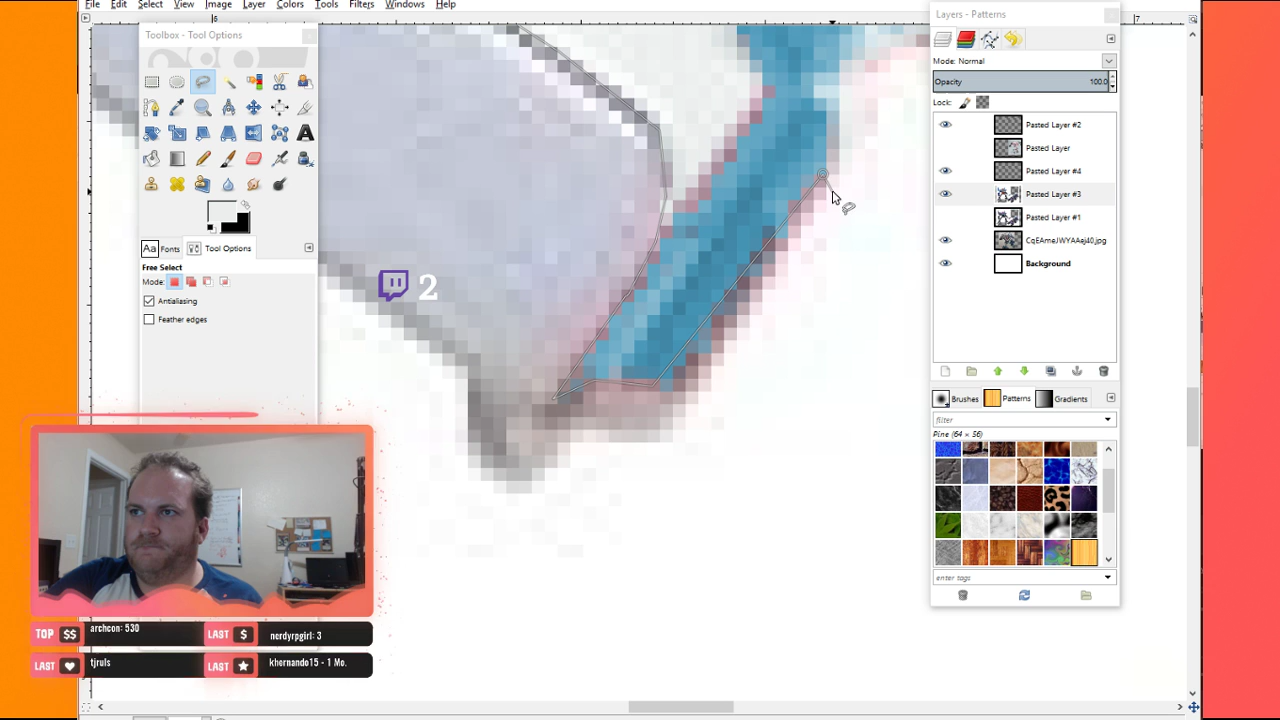 File Edit Select View Image Layer Colors Tools Filters Windows Help
Toolbox - Tool Options
Layers - Patterns
Mode: Normal
Opacity 100.0
Lock:
Pasted Layer #2
Pasted Layer
Pasted Layer #4
Pasted Layer #3
Pasted Layer #1
CqEAmeJWYAAej40.jpg
Background
Aa Fonts Tool Options
Free Select
Mode:
Antialiasing
Feather edges
2
Brushes Patterns Gradients
filter
Pine (64 × 56)
enter tags
TOP $$ archcon: 530 LAST $ nerdyrpgirl: 3
LAST tjruls LAST khernando15 - 1 Mo.